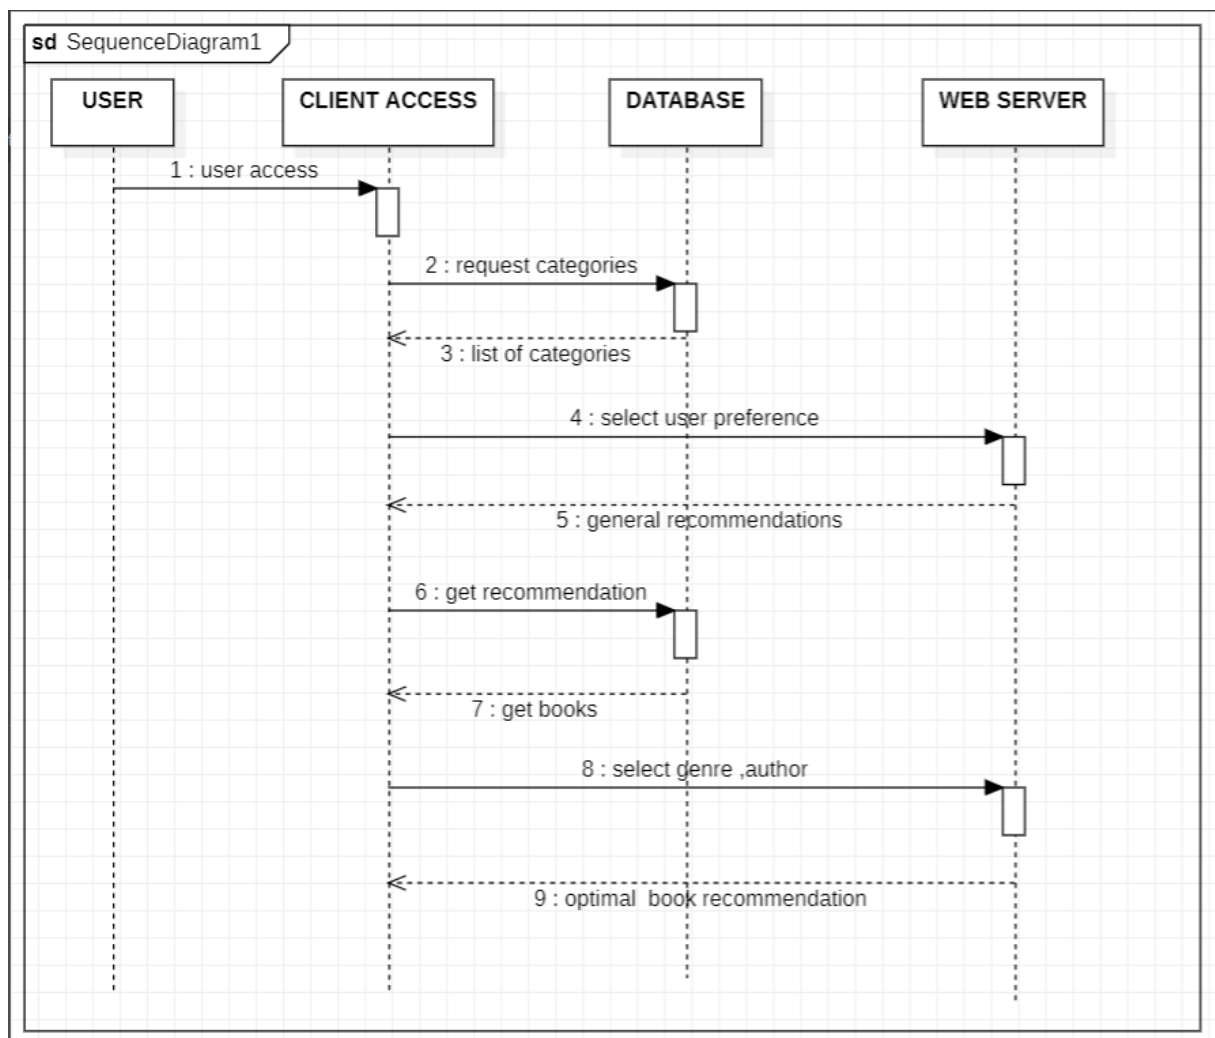 sd SequenceDiagram1
USER
CLIENT ACCESS
DATABASE
WEB SERVER
1 : user access
2 : request categories
3 : list of categories
4 : select user preference
5 : general recommendations
6 : get recommendation
7 : get books
8 : select genre ,author
9 : optimal  book recommendation